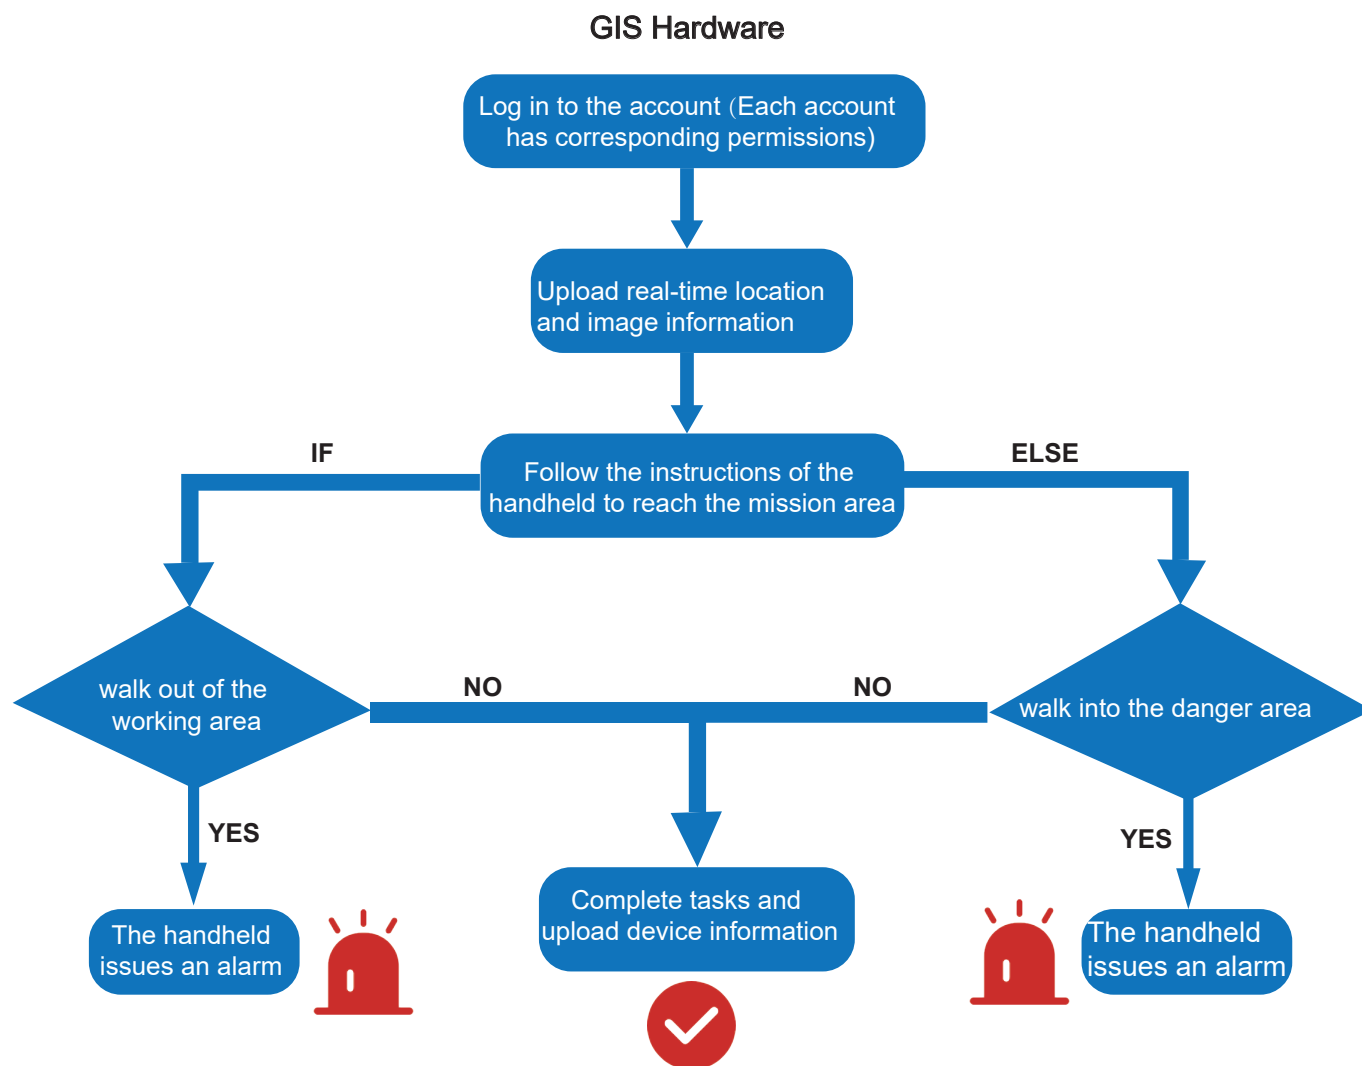 GIS Hardware
Log in to the account (Each account
has corresponding permissions)
Upload real-time location
and image information
IF
ELSE
Follow the instructions of the
handheld to reach the mission area
walk out of the
working area
NO
NO
walk into the danger area
YES
YES
Complete tasks and
upload device information
The handheld
issues an alarm
The handheld
issues an alarm